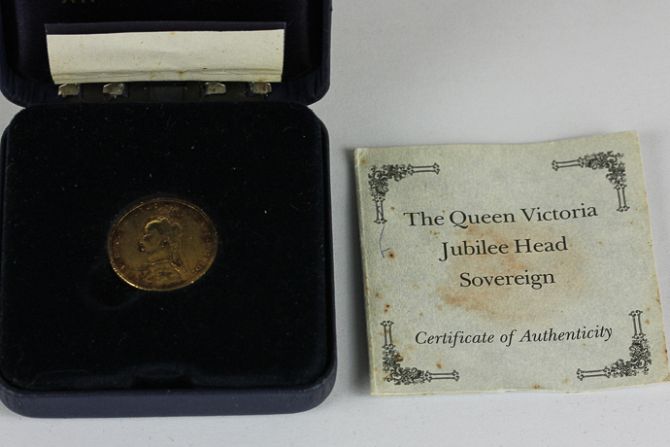 The Queen Victoria
Jubilee Head
Sovereign
Certificate of Authenticity